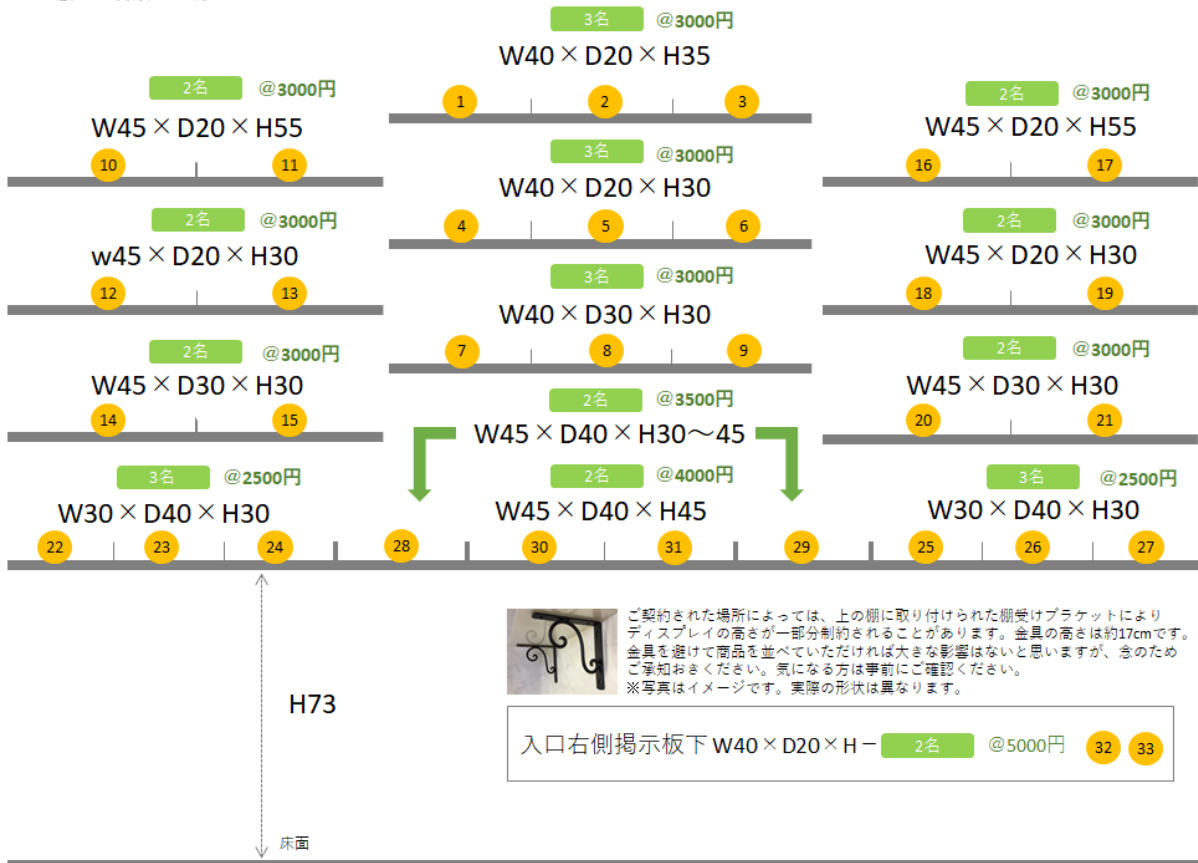 3名 @3000円
W40×D20×H35
1 2 3
2名 @3000円
W45×D20×H55
10 11
2名 @3000円
W45×D20×H55
16 17
3名 @3000円
W40×D20×H30
4 5 6
2名 @3000円
w45×D20×H30
12 13
2名 @3000円
W45×D20×H30
18 19
3名 @3000円
W40×D30×H30
7 8 9
2名 @3000円
W45×D30×H30
14 15
2名 @3000円
W45×D30×H30
20 21
2名 @3500円
W45×D40×H30～45
3名 @2500円
W30×D40×H30
2名 @4000円
W45×D40×H45
3名 @2500円
W30×D40×H30
22 23 24 28 30 31 29 25 26 27
ご契約された場所によっては、上の棚に取り付けられた棚受けブラケットにより
ディスプレイの高さが一部分制約されることがあります。金具の高さは約17cmです。
金具を避けて商品を並べていただければ大きな影響はないと思いますが、念のため
ご承知おきください。気になる方は事前にご確認ください。
※写真はイメージです。実際の形状は異なります。
H73
入口右側掲示板下 W40×D20×H－ 2名 @5000円 32 33
床面